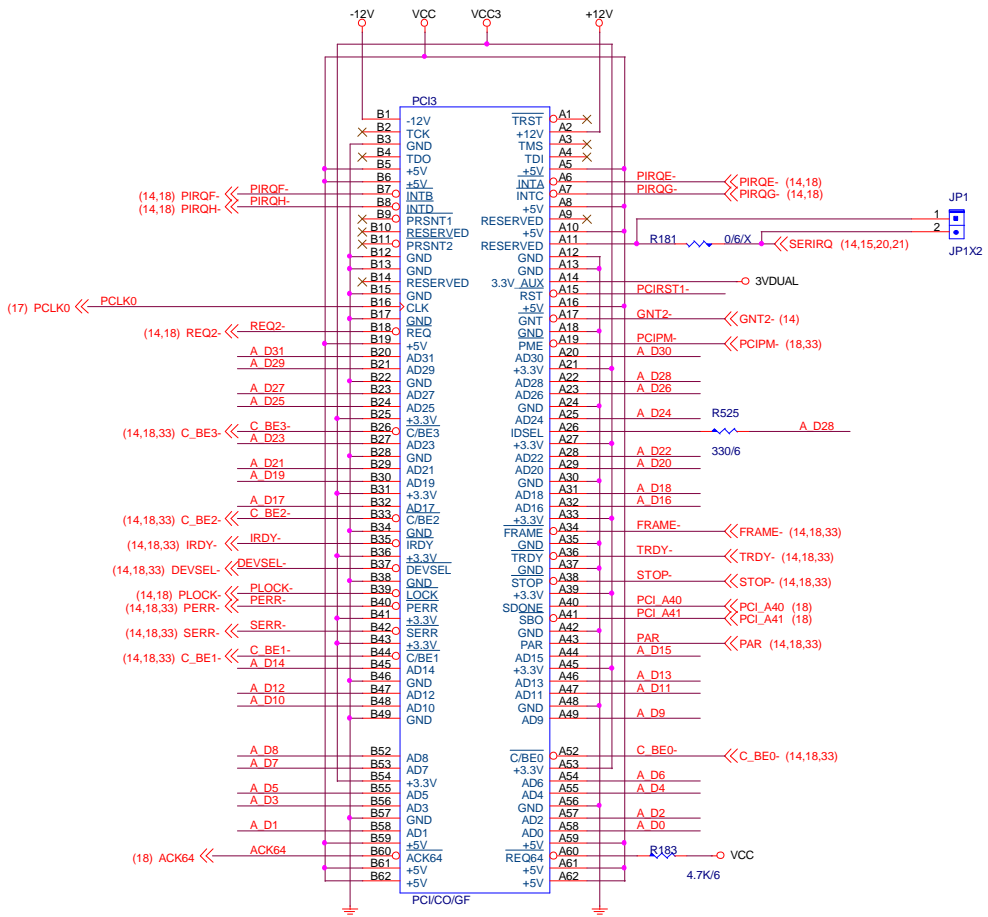 -12V VCC VCC3 +12V
PCI3
B1 -12V TRST A1
B2 TCK +12V A2
B3 GND TMS A3
B4 TDO TDI A4
B5 +5V +5V A5
B6 +5V INTA A6 PIRQE- PIRQE- (14,18)
(14,18) PIRQF- PIRQF- B7 INTB INTC A7 PIRQG- PIRQG- (14,18)
(14,18) PIRQH- PIRQH- B8 INTD +5V A8
B9 PRSNT1 RESERVED A9
B10 RESERVED +5V A10
B11 PRSNT2 RESERVED A11 R181 0/6/X SERIRQ (14,15,20,21)
JP1
1
2
JP1X2
B12 GND GND A12
B13 GND GND A13
B14 RESERVED 3.3V_AUX A14 3VDUAL
B15 GND RST A15 PCIRST1-
(17) PCLK0 PCLK0 B16 CLK +5V A16
B17 GND GNT A17 GNT2- GNT2- (14)
(14,18) REQ2- REQ2- B18 REQ GND A18
B19 +5V PME A19 PCIPM- PCIPM- (18,33)
A_D31 B20 AD31 AD30 A20 A_D30
A_D29 B21 AD29 +3.3V A21
B22 GND AD28 A22 A_D28
A_D27 B23 AD27 AD26 A23 A_D26
A_D25 B24 AD25 GND A24
B25 +3.3V AD24 A25 A_D24
(14,18,33) C_BE3- C_BE3- B26 C/BE3 IDSEL A26 R525 330/6 A_D28
A_D23 B27 AD23 +3.3V A27
B28 GND AD22 A28 A_D22
A_D21 B29 AD21 AD20 A29 A_D20
A_D19 B30 AD19 GND A30
B31 +3.3V AD18 A31 A_D18
A_D17 B32 AD17 AD16 A32 A_D16
(14,18,33) C_BE2- C_BE2- B33 C/BE2 +3.3V A33
B34 GND FRAME A34 FRAME- FRAME- (14,18,33)
(14,18,33) IRDY- IRDY- B35 IRDY GND A35
B36 +3.3V TRDY A36 TRDY- TRDY- (14,18,33)
(14,18,33) DEVSEL- DEVSEL- B37 DEVSEL GND A37
B38 GND STOP A38 STOP- STOP- (14,18,33)
(14,18) PLOCK- PLOCK- B39 LOCK +3.3V A39
(14,18,33) PERR- PERR- B40 PERR SDONE A40 PCI_A40 PCI_A40 (18)
B41 +3.3V SBO A41 PCI_A41 PCI_A41 (18)
(14,18,33) SERR- SERR- B42 SERR GND A42
B43 +3.3V PAR A43 PAR PAR (14,18,33)
(14,18,33) C_BE1- C_BE1- B44 C/BE1 AD15 A44 A_D15
A_D14 B45 AD14 +3.3V A45
B46 GND AD13 A46 A_D13
A_D12 B47 AD12 AD11 A47 A_D11
A_D10 B48 AD10 GND A48
B49 GND AD9 A49 A_D9
A_D8 B52 AD8 C/BE0 A52 C_BE0- C_BE0- (14,18,33)
A_D7 B53 AD7 +3.3V A53
B54 +3.3V AD6 A54 A_D6
A_D5 B55 AD5 AD4 A55 A_D4
A_D3 B56 AD3 GND A56
B57 GND AD2 A57 A_D2
A_D1 B58 AD1 AD0 A58 A_D0
B59 +5V +5V A59
(18) ACK64 ACK64 B60 ACK64 REQ64 A60 R183 VCC
B61 +5V +5V A61 4.7K/6
B62 +5V +5V A62
PCI/CO/GF